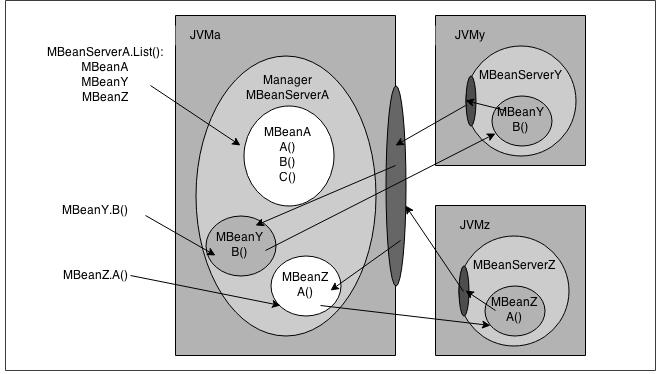 MBeanServerA.List():
MBeanA
MBeanY
MBeanZ
MBeanY.B()
MBeanZ.A()
JVMa
Manager
MBeanServerA
MBeanA
A()
B()
C()
MBeanY
B()
MBeanZ
A()
JVMy
MBeanServerY
MBeanY
B()
JVMz
MBeanServerZ
MBeanZ
A()